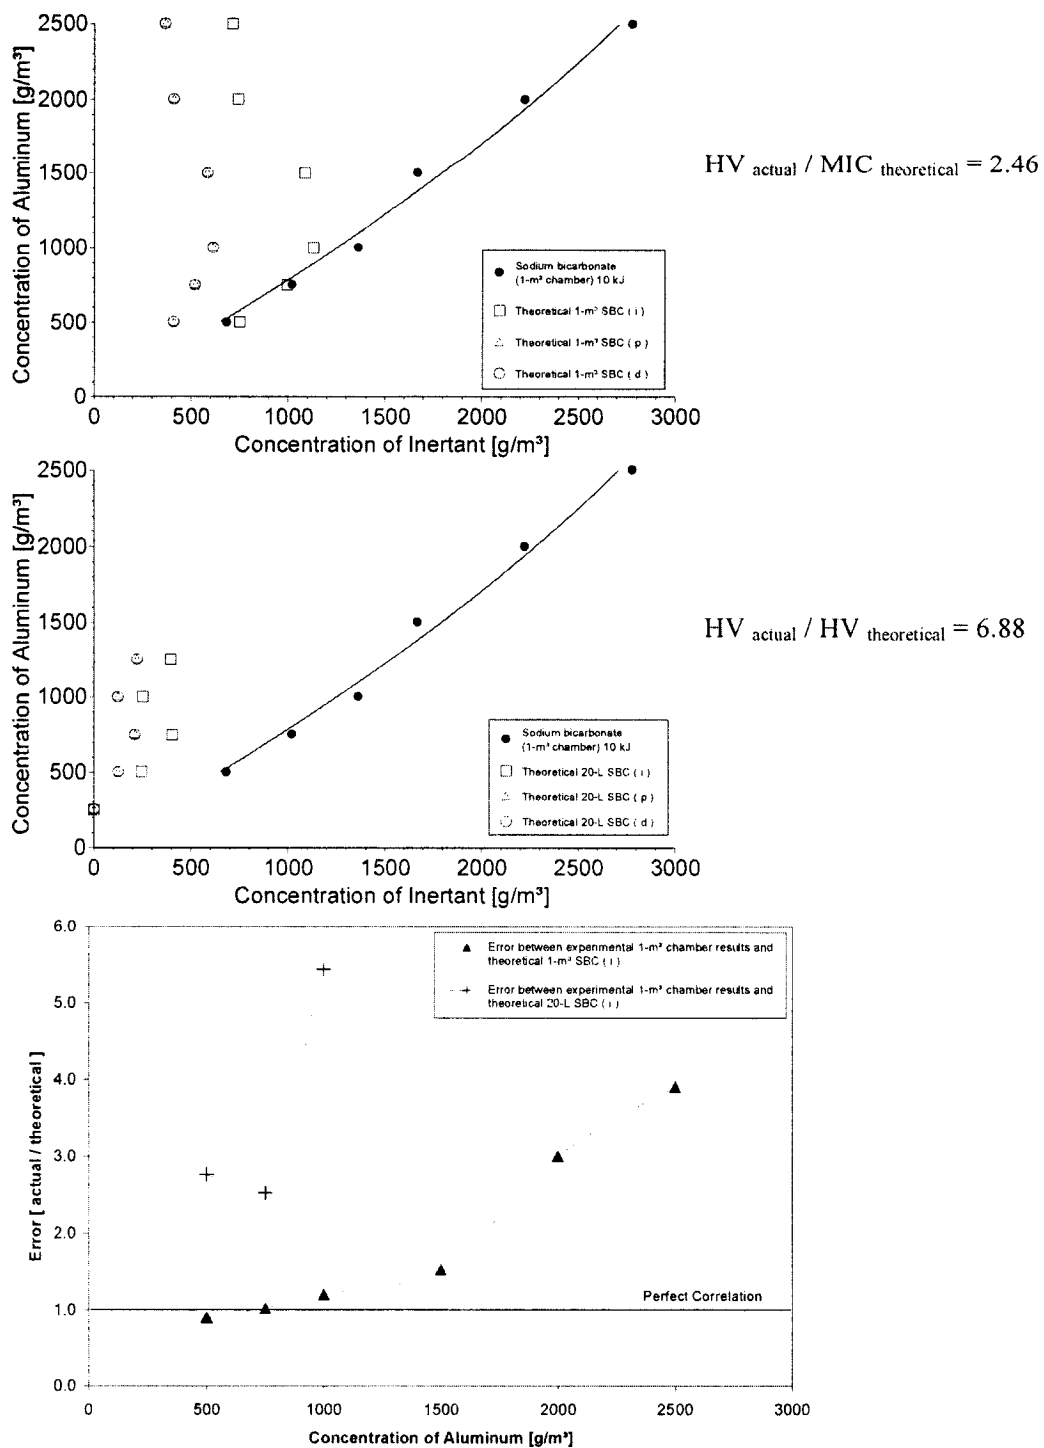 2500
2000
1500
1000
500
0
Concentration of Aluminum [g/m³]
0 500 1000 1500 2000 2500 3000
Concentration of Inertant [g/m³]
Sodium bicarbonate
(1-m³ chamber) 10 kJ
Theoretical 1-m³ SBC ( i )
Theoretical 1-m³ SBC ( p )
Theoretical 1-m³ SBC ( d )
HV actual / MIC theoretical = 2.46
2500
2000
1500
1000
500
0
Concentration of Aluminum [g/m³]
0 500 1000 1500 2000 2500 3000
Concentration of Inertant [g/m³]
Sodium bicarbonate
(1-m³ chamber) 10 kJ
Theoretical 20-L SBC ( i )
Theoretical 20-L SBC ( p )
Theoretical 20-L SBC ( d )
HV actual / HV theoretical = 6.88
6.0
5.0
4.0
3.0
2.0
1.0
0.0
Error [ actual / theoretical]
Error between experimental 1-m³ chamber results and
theoretical 1-m³ SBC ( i )
Error between experimental 1-m³ chamber results and
theoretical 20-L SBC ( i )
Perfect Correlation
0 500 1000 1500 2000 2500 3000
Concentration of Aluminum [g/m³]